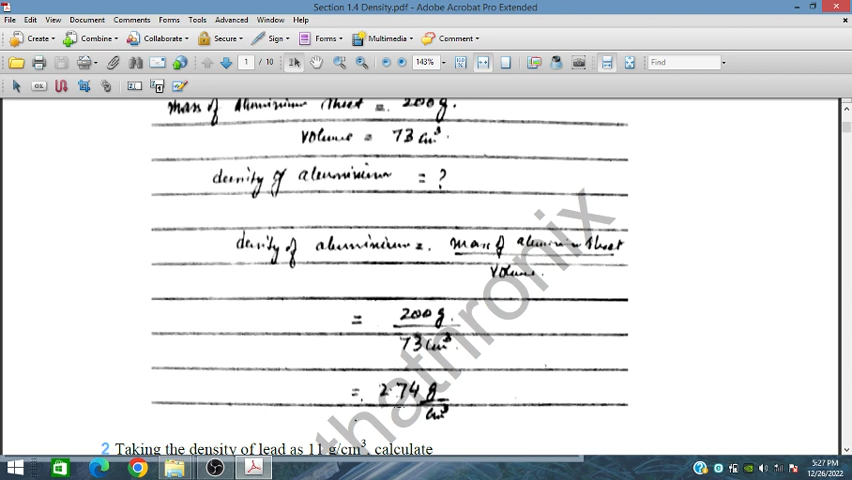 Section 1.4 Density.pdf - Adobe Acrobat Pro Extended
File Edit View Document Comments Forms Tools Advanced Window Help
Create Combine Collaborate Secure Sign Forms Multimedia Comment
1 / 10 143% Find
mass of aluminium sheet = 200g.
volume = 73 cm³.
density of aluminium = ?
density of aluminium = mass of aluminium sheet
volume.
= 200g.
73 cm³.
= 2.74 g
cm³
thathronix
2 Taking the density of lead as 11 g/cm³, calculate
5:27 PM
12/26/2022